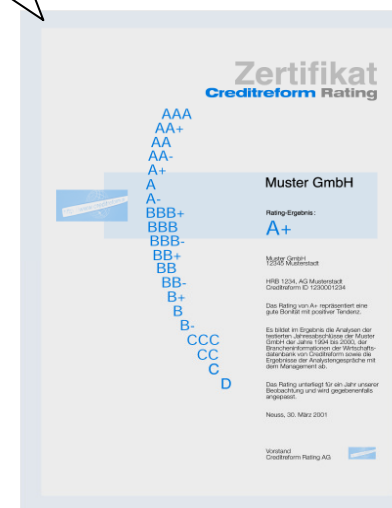 Zertifikat
Creditreform Rating
AAA
AA+
AA
AA-
A+
A
A-
BBB+
BBB
BBB-
BB+
BB
BB-
B+
B
B-
CCC
CC
C
D
Muster GmbH
Rating-Ergebnis:
A+
Muster GmbH
12345 Musterstadt
HRB 1234, AG Musterstadt
Creditreform ID 1230001234
Das Rating von A+ repräsentiert eine
gute Bonität mit positiver Tendenz.
Es bildet im Ergebnis die Analysen der
testierten Jahresabschlüsse der Muster
GmbH der Jahre 1994 bis 2000, der
Brancheninformationen der Wirtschafts-
datenbank von Creditreform sowie die
Ergebnisse der Analystengespräche mit
dem Management ab.
Das Rating unterliegt für ein Jahr unserer
Beobachtung und wird gegebenenfalls
angepasst.
Neuss, 30. März 2001
Vorstand
Creditreform Rating AG